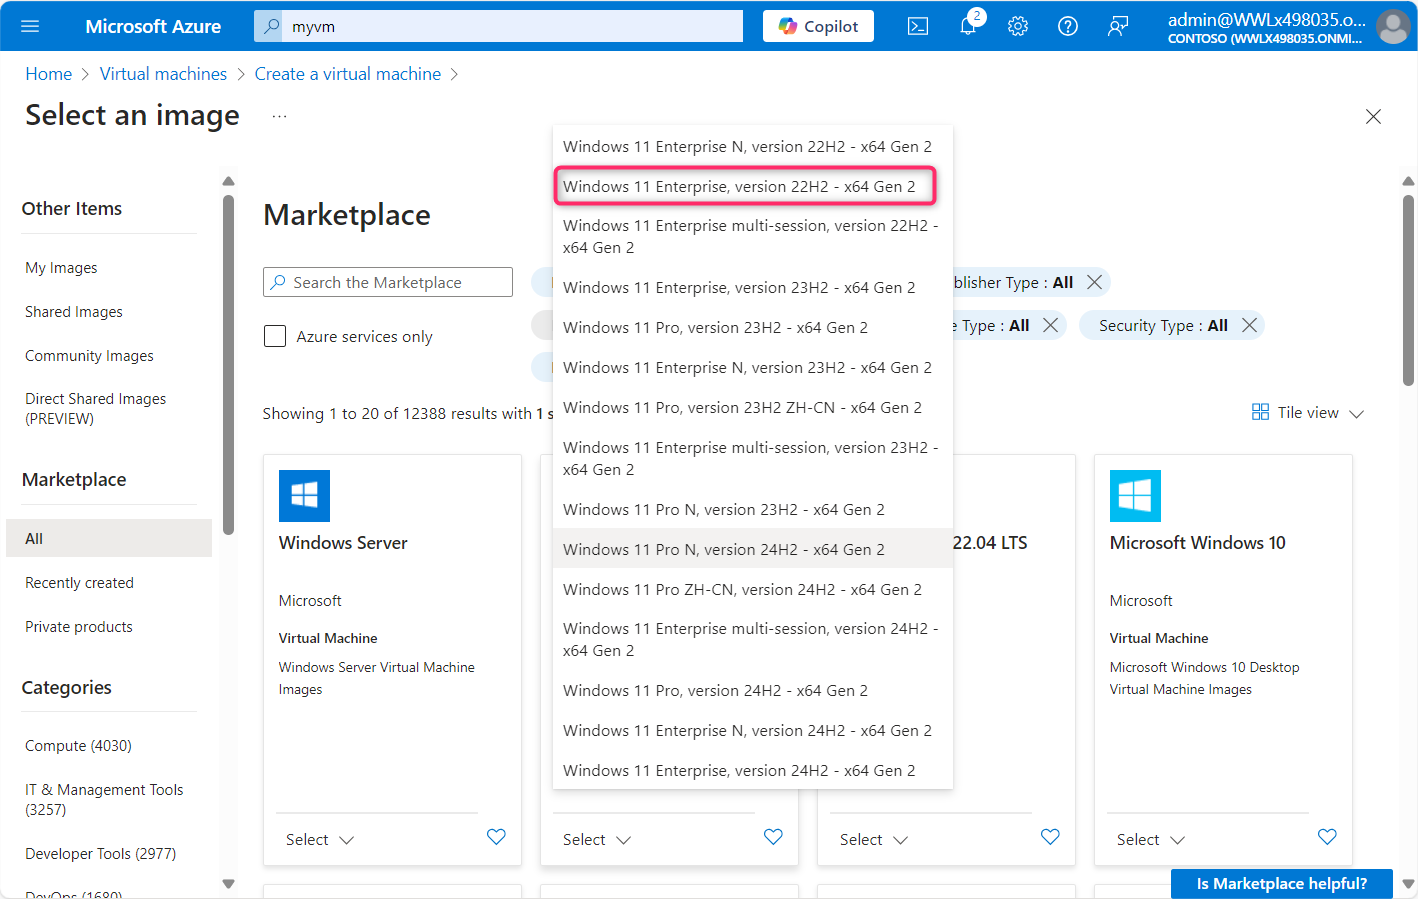 Microsoft Azure
myvm
Copilot
2
admin@WWLx498035.o...
CONTOSO (WWLX498035.ONMI...
Home > Virtual machines > Create a virtual machine >
Select an image ...
Other Items
My Images
Shared Images
Community Images
Direct Shared Images
(PREVIEW)
Marketplace
All
Recently created
Private products
Categories
Compute (4030)
IT & Management Tools
(3257)
Developer Tools (2977)
DevOps (1680)
Marketplace
Search the Marketplace
blisher Type : All
Azure services only
e Type : All
Security Type : All
Showing 1 to 20 of 12388 results with 1 s
Tile view
Windows 11 Enterprise N, version 22H2 - x64 Gen 2
Windows 11 Enterprise, version 22H2 - x64 Gen 2
Windows 11 Enterprise multi-session, version 22H2 -
x64 Gen 2
Windows 11 Enterprise, version 23H2 - x64 Gen 2
Windows 11 Pro, version 23H2 - x64 Gen 2
Windows 11 Enterprise N, version 23H2 - x64 Gen 2
Windows 11 Pro, version 23H2 ZH-CN - x64 Gen 2
Windows 11 Enterprise multi-session, version 23H2 -
x64 Gen 2
Windows 11 Pro N, version 23H2 - x64 Gen 2
Windows 11 Pro N, version 24H2 - x64 Gen 2
Windows 11 Pro ZH-CN, version 24H2 - x64 Gen 2
Windows 11 Enterprise multi-session, version 24H2 -
x64 Gen 2
Windows 11 Pro, version 24H2 - x64 Gen 2
Windows 11 Enterprise N, version 24H2 - x64 Gen 2
Windows 11 Enterprise, version 24H2 - x64 Gen 2
Windows Server
Microsoft
Virtual Machine
Windows Server Virtual Machine
Images
Select
Select
22.04 LTS
Select
Microsoft Windows 10
Microsoft
Virtual Machine
Microsoft Windows 10 Desktop
Virtual Machine Images
Select
Is Marketplace helpful?